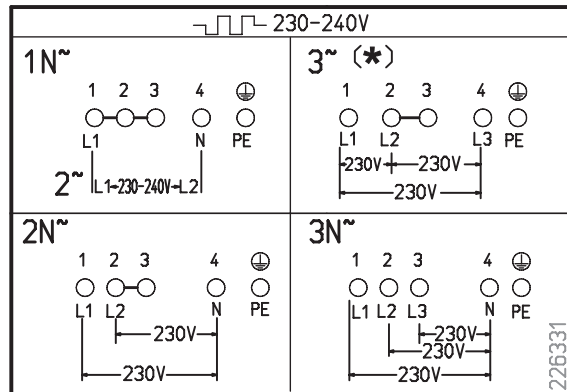 230-240V
1N~
1 2 3 4
L1 N PE
2~ L1 230-240V L2
3~ (*)
1 2 3 4
L1 L2 L3 PE
230V 230V
230V
2N~
1 2 3 4
L1 L2 N PE
230V
230V
3N~
1 2 3 4
L1 L2 L3 N PE
230V
230V
230V
226331